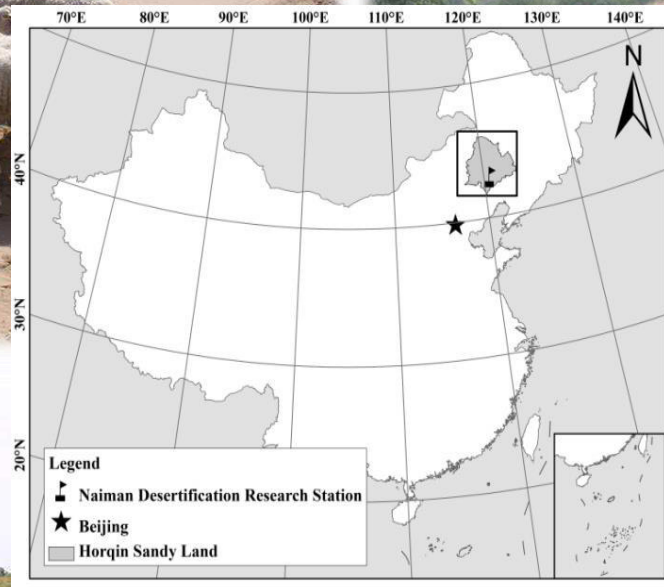 70°E 80°E 90°E 100°E 110°E 120°E 130°E 140°E
N
40°N
30°N
20°N
Legend
Naiman Desertification Research Station
Beijing
Horqin Sandy Land